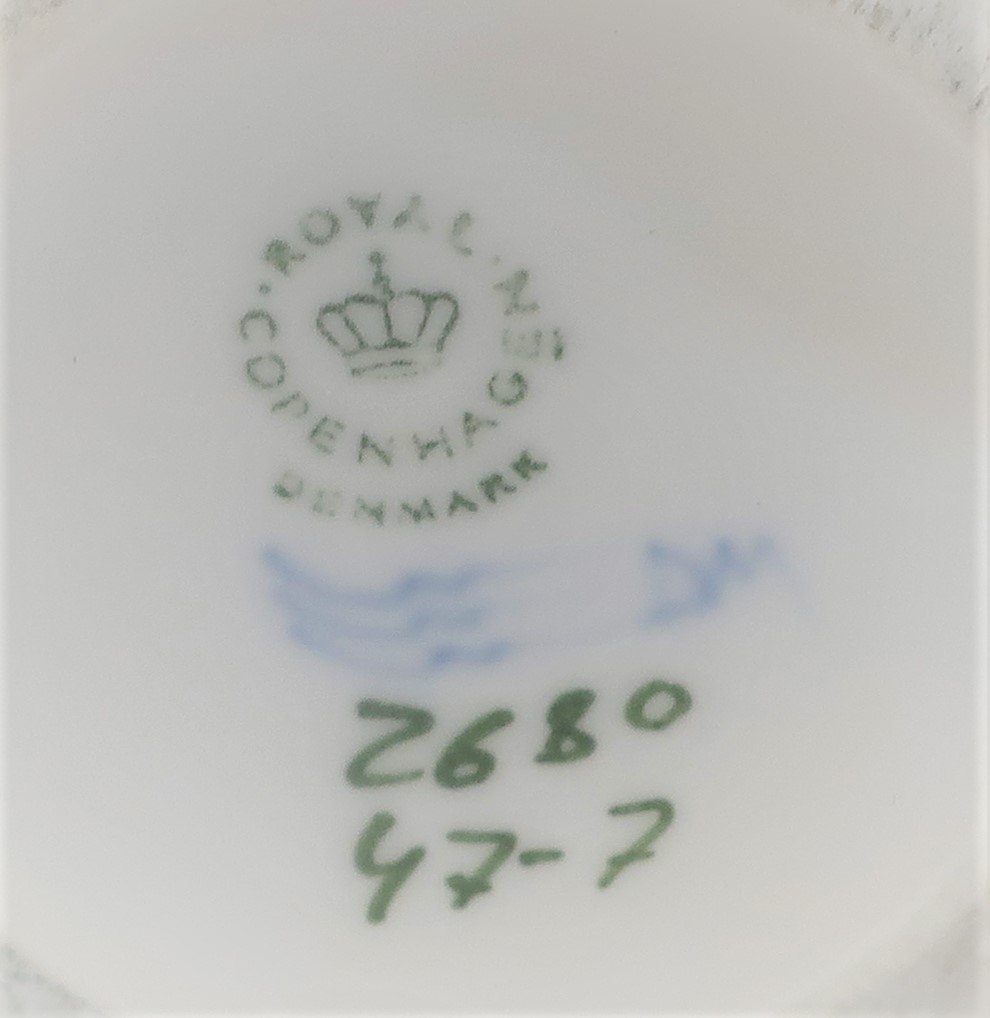 ROYAL
COPENHAGEN
DENMARK
2680
47-7